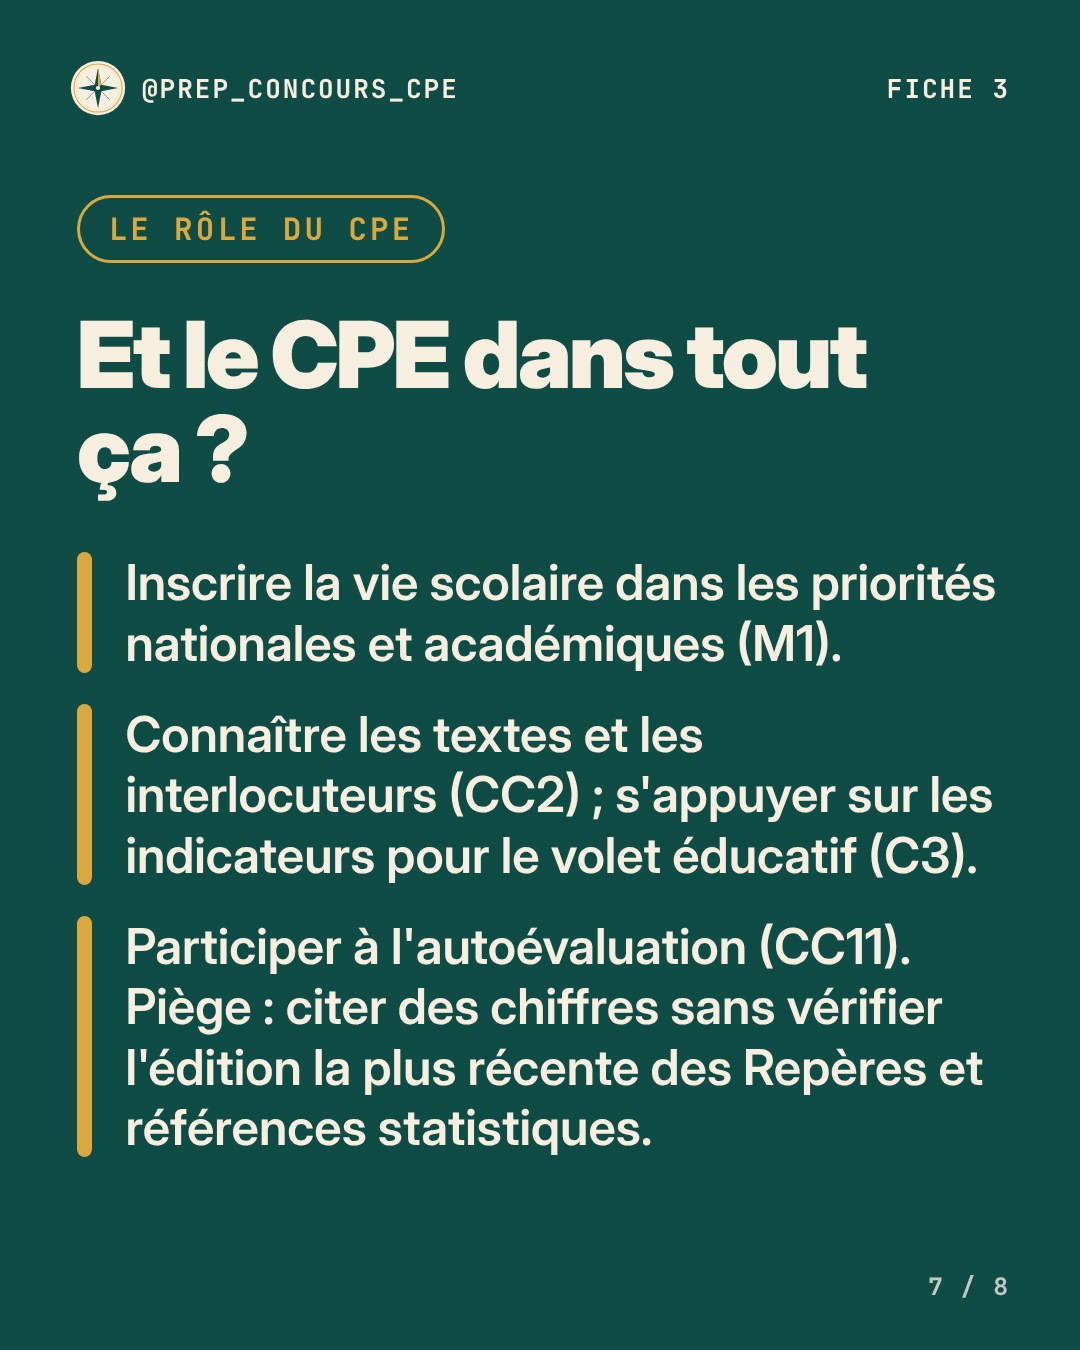 @PREP_CONCOURS_CPE
FICHE 3
LE RÔLE DU CPE
Et le CPE dans tout
ça ?
Inscrire la vie scolaire dans les priorités
nationales et académiques (M1).
Connaître les textes et les
interlocuteurs (CC2) ; s'appuyer sur les
indicateurs pour le volet éducatif (C3).
Participer à l'autoévaluation (CC11).
Piège : citer des chiffres sans vérifier
l'édition la plus récente des Repères et
références statistiques.
7 / 8